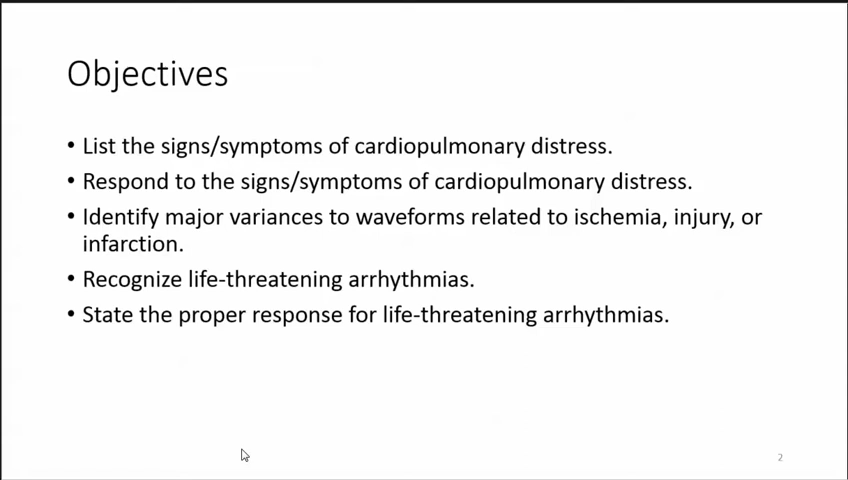 Objectives
• List the signs/symptoms of cardiopulmonary distress.
• Respond to the signs/symptoms of cardiopulmonary distress.
• Identify major variances to waveforms related to ischemia, injury, or
infarction.
• Recognize life-threatening arrhythmias.
• State the proper response for life-threatening arrhythmias.
2